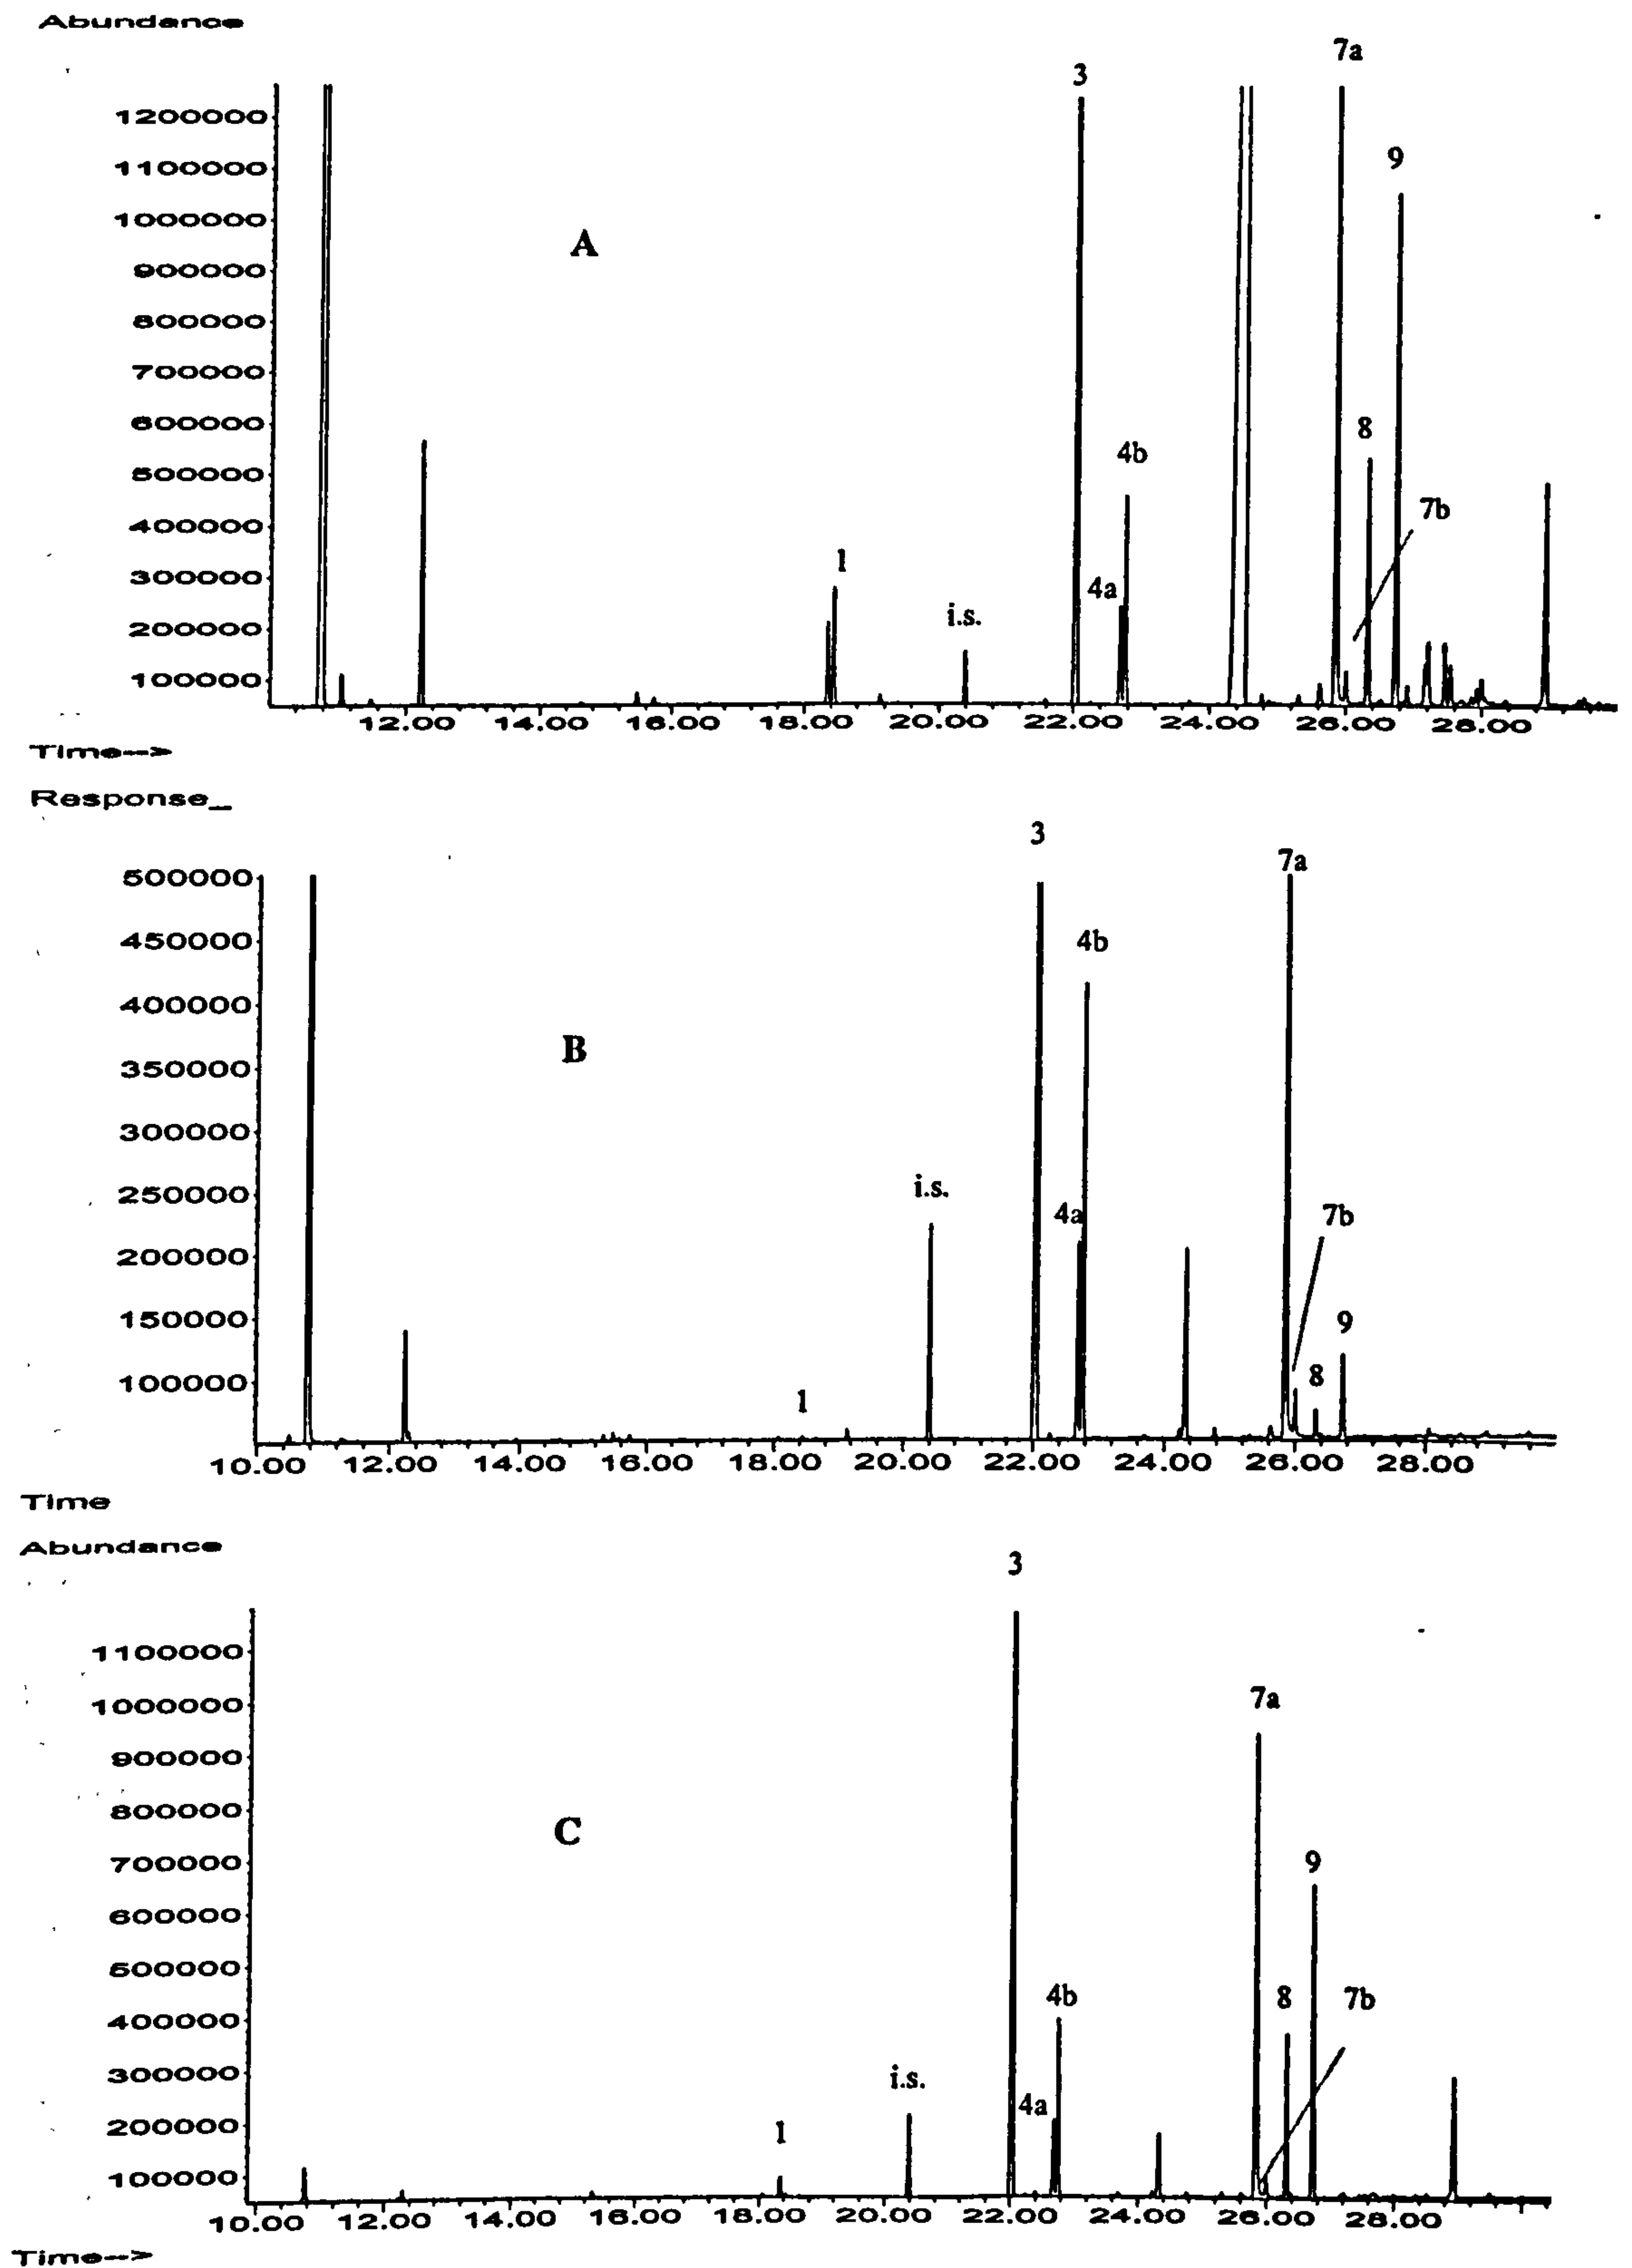 Abundance
7a
3
1200000
9
1100000
1000000
A
900000
800000
700000
600000
8
4b
500000
7b
400000
1
300000
4a
i.s.
200000
100000
12.00 14.00 16.00 18.00 20.00 22.00 24.00 26.00 28.00
Time-->
Response_
3
7a
500000
4b
450000
400000
B
350000
300000
i.s.
250000
4a
7b
200000
150000
9
8
100000
1
10.00 12.00 14.00 16.00 18.00 20.00 22.00 24.00 26.00 28.00
Time
Abundance
3
1100000
7a
1000000
900000
C
800000
9
700000
600000
500000
4b
8
7b
400000
i.s.
300000
4a
1
200000
100000
10.00 12.00 14.00 16.00 18.00 20.00 22.00 24.00 26.00 28.00
Time-->